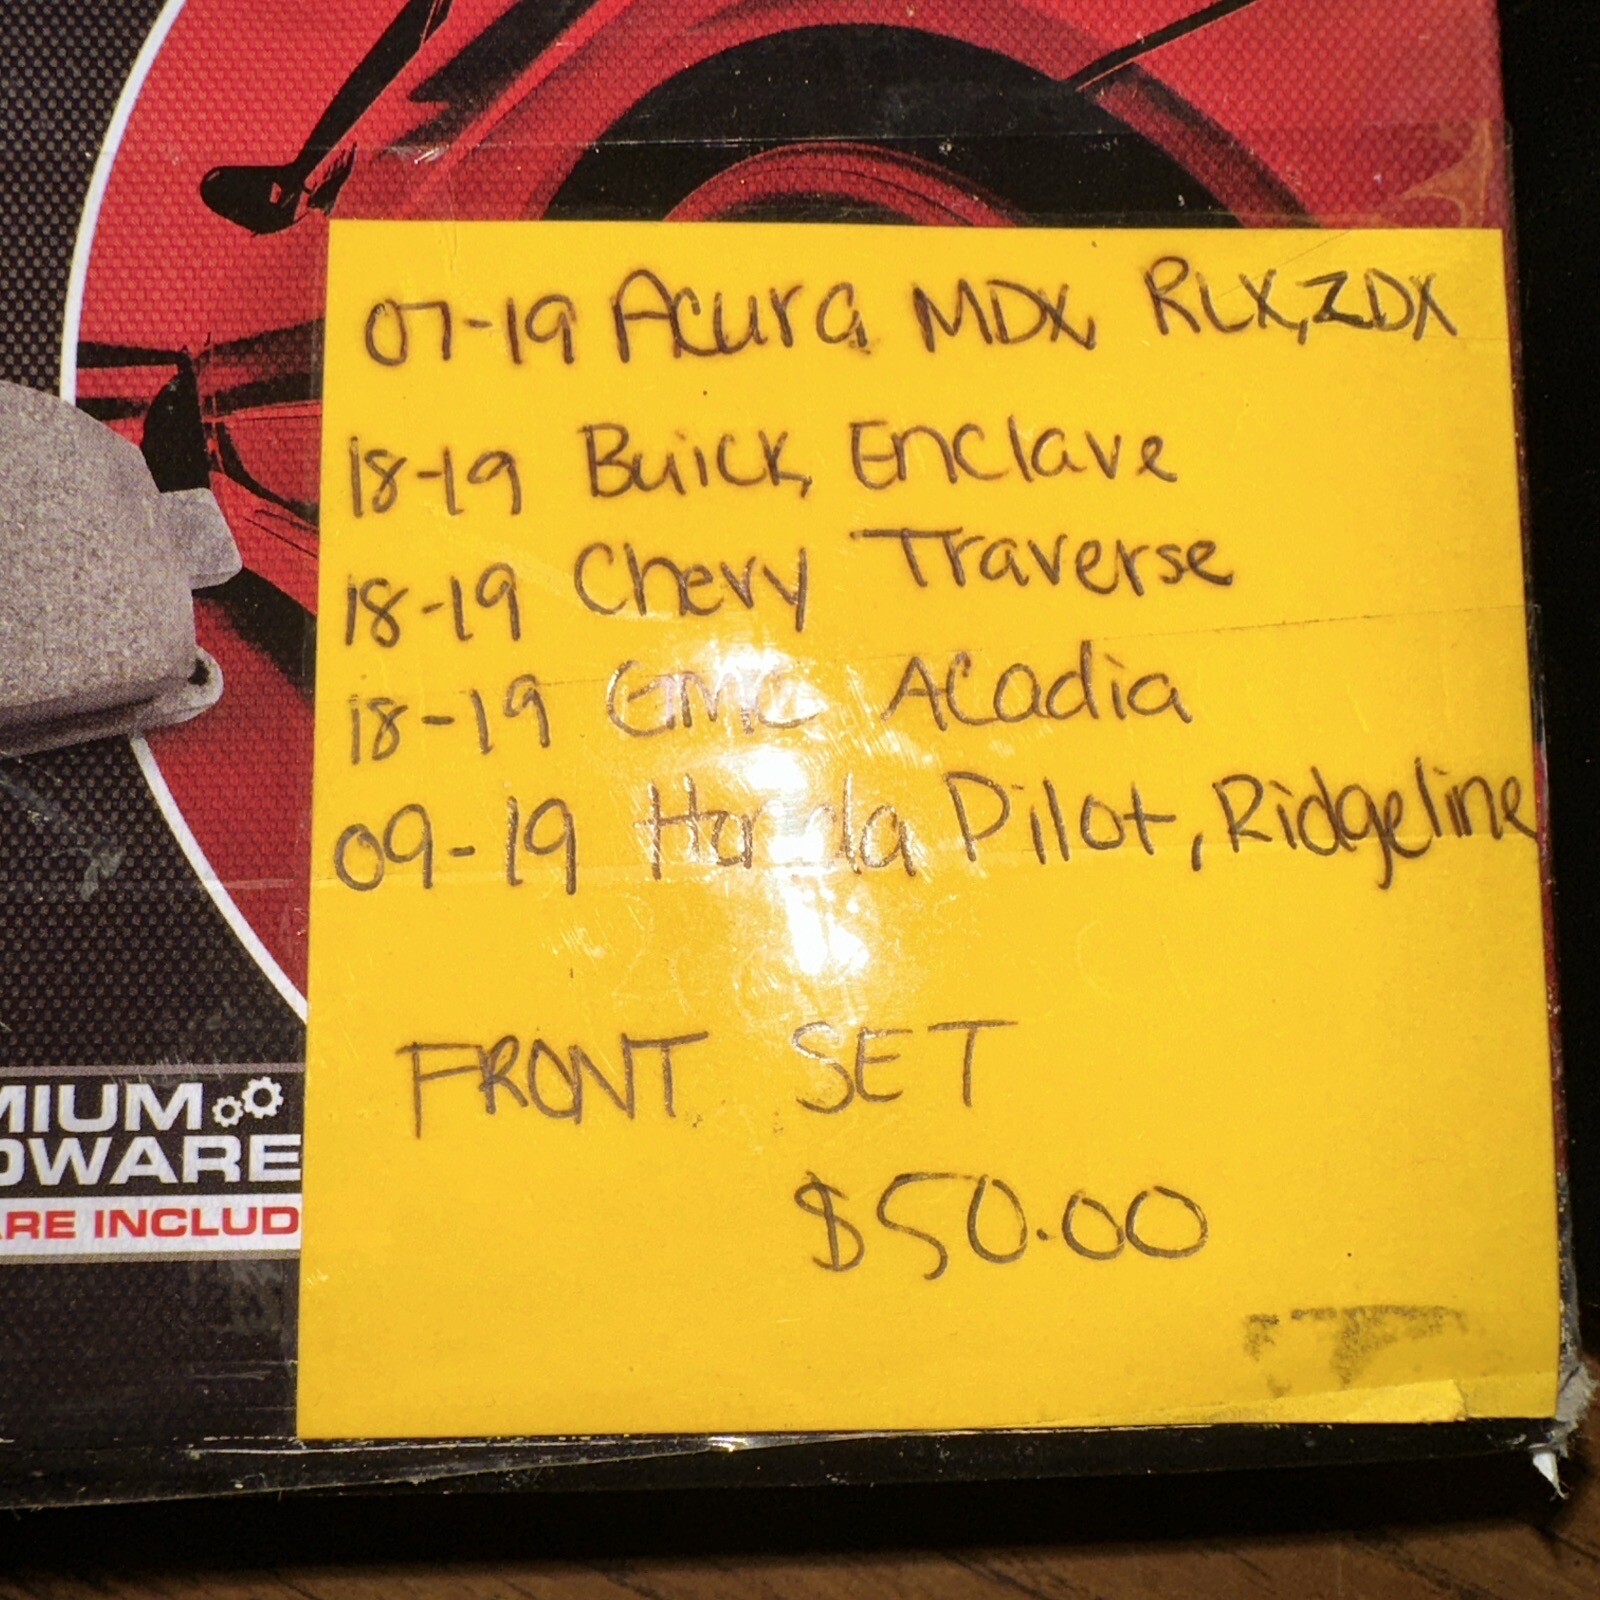 07-19 Acura MDX, RLX, ZDX
18-19 Buick, Enclave
18-19 Chevy Traverse
18-19 GMC Acadia
09-19 Honda Pilot, Ridgeline
FRONT SET
$50.00
MIUM
DWARE
ARE INCLUD